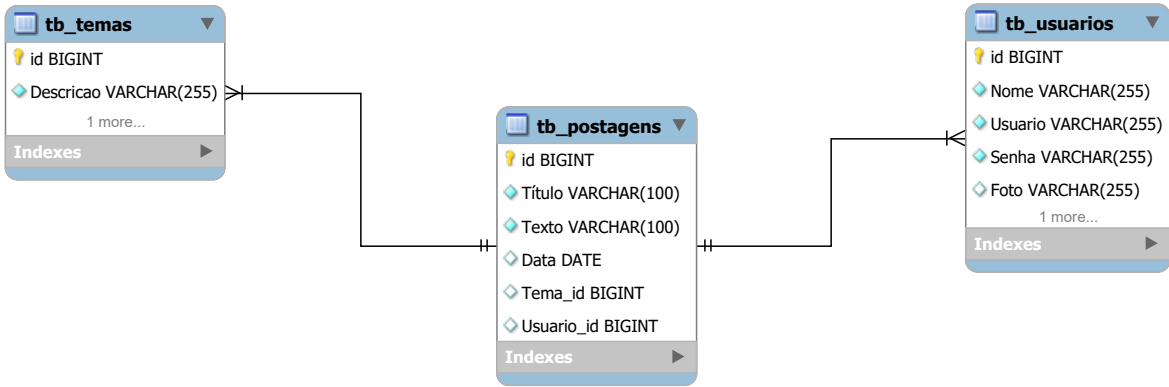 tb_temas
id BIGINT
Descricao VARCHAR(255)
1 more...
Indexes
tb_postagens
id BIGINT
Título VARCHAR(100)
Texto VARCHAR(100)
Data DATE
Tema_id BIGINT
Usuario_id BIGINT
Indexes
tb_usuarios
id BIGINT
Nome VARCHAR(255)
Usuario VARCHAR(255)
Senha VARCHAR(255)
Foto VARCHAR(255)
1 more...
Indexes